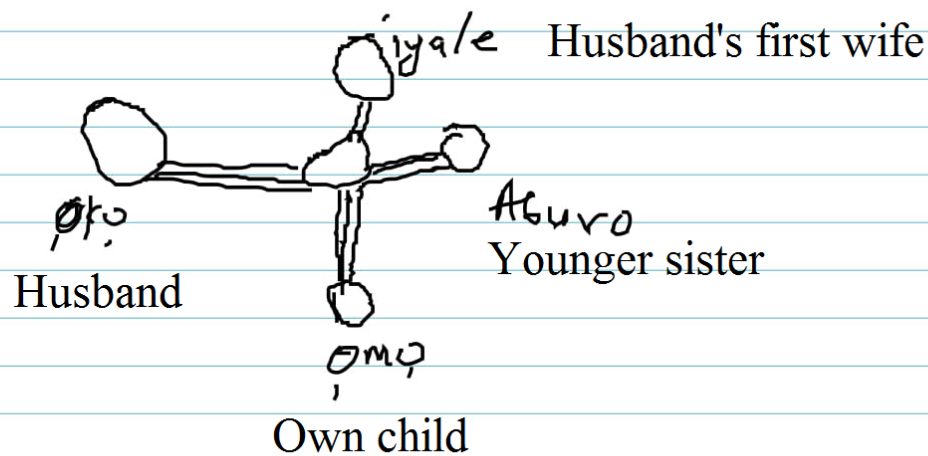 iyale Husband's first wife
ọkọ
Husband
Aburo
Younger sister
ọmọ
Own child